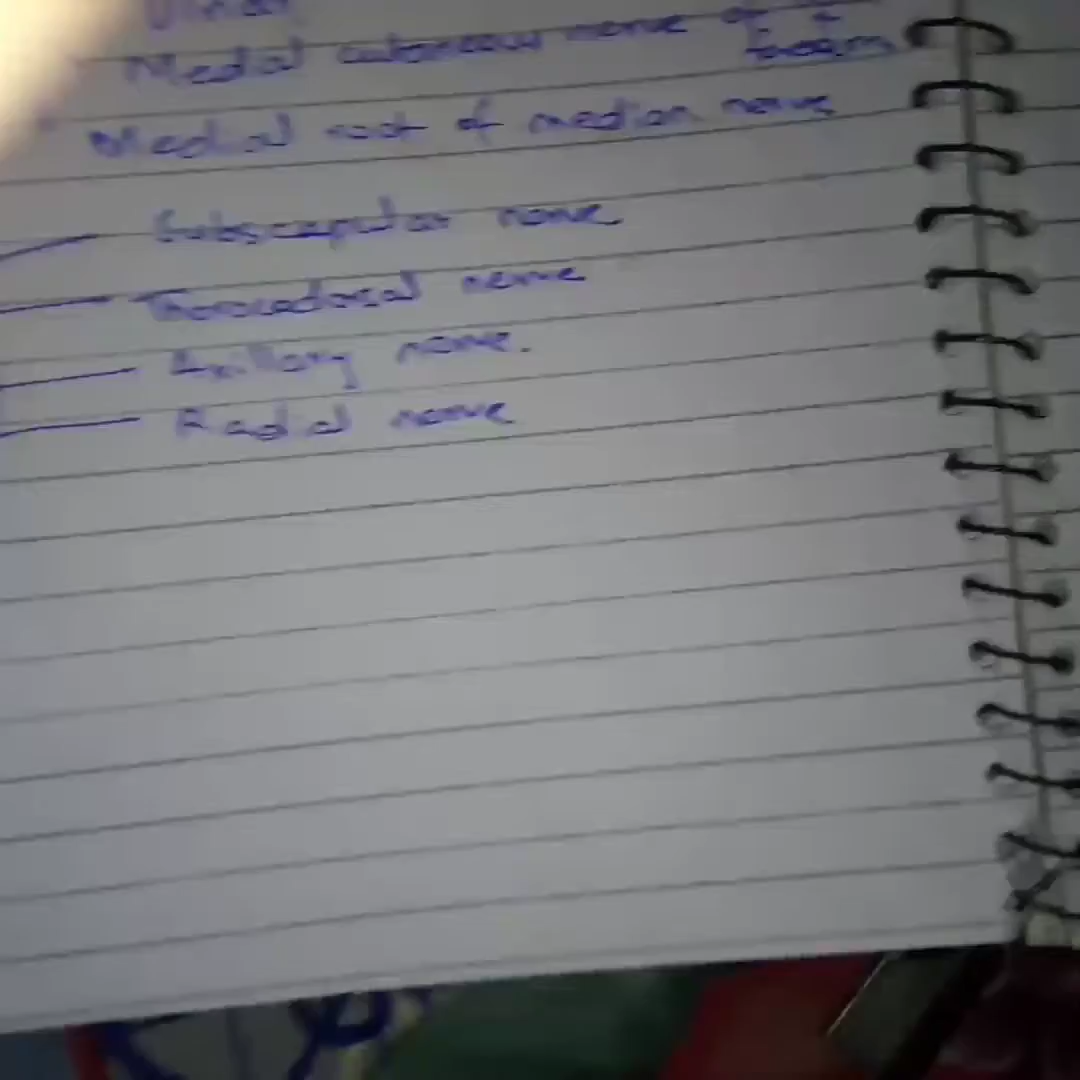 Medial cutaneous nerve of
forearm
Medial root of median nerve
Subscapular nerve
Thoracodorsal nerve
Axillary nerve.
Radial nerve